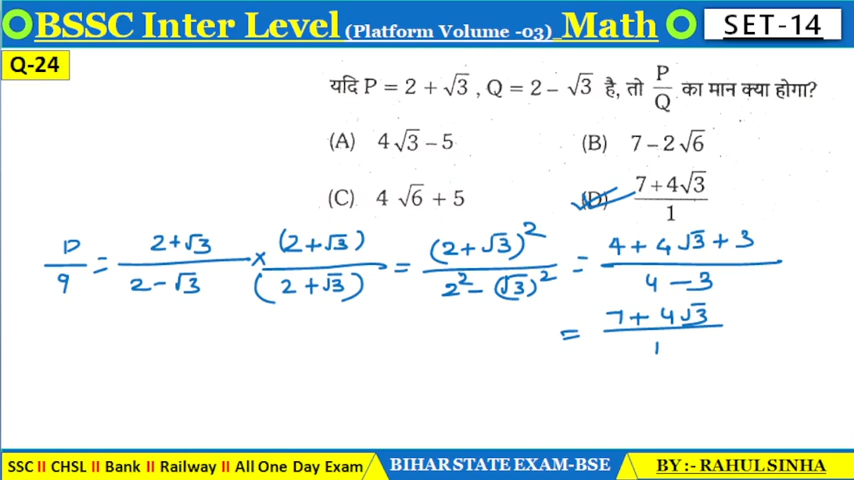 BSSC Inter Level (Platform Volume -03) Math SET-14
Q-24
यदि P = 2 + √3 , Q = 2 – √3 है, तो P/Q का मान क्या होगा?
(A) 4√3 – 5 (B) 7 – 2√6
(C) 4 √6 + 5 (D) (7 + 4√3)/1
P/q = (2+√3)/(2-√3) × (2+√3)/(2+√3) = (2+√3)²/(2² - (√3)²) = (4 + 4√3 + 3)/(4 - 3)
= (7 + 4√3)/1
SSC II CHSL II Bank II Railway II All One Day Exam BIHAR STATE EXAM-BSE BY :- RAHUL SINHA